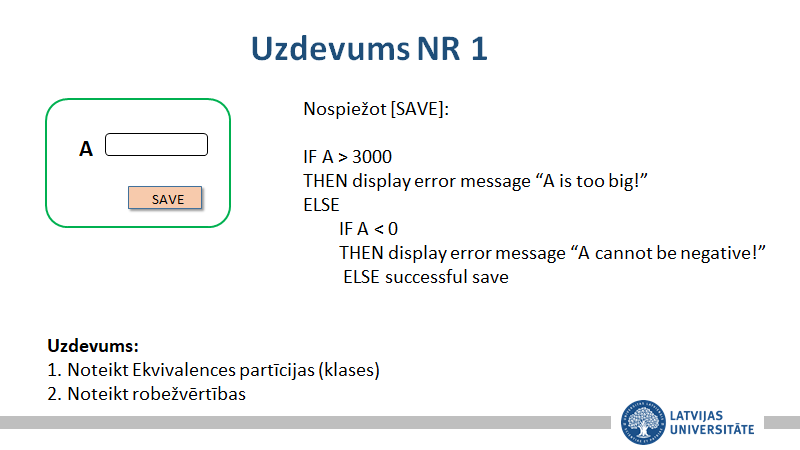 Uzdevums NR 1
A
SAVE
Nospiežot [SAVE]:
IF A > 3000
THEN display error message “A is too big!”
ELSE
IF A < 0
THEN display error message “A cannot be negative!”
ELSE successful save
Uzdevums:
1. Noteikt Ekvivalences partīcijas (klases)
2. Noteikt robežvērtības
LATVIJAS
UNIVERSITĀTE